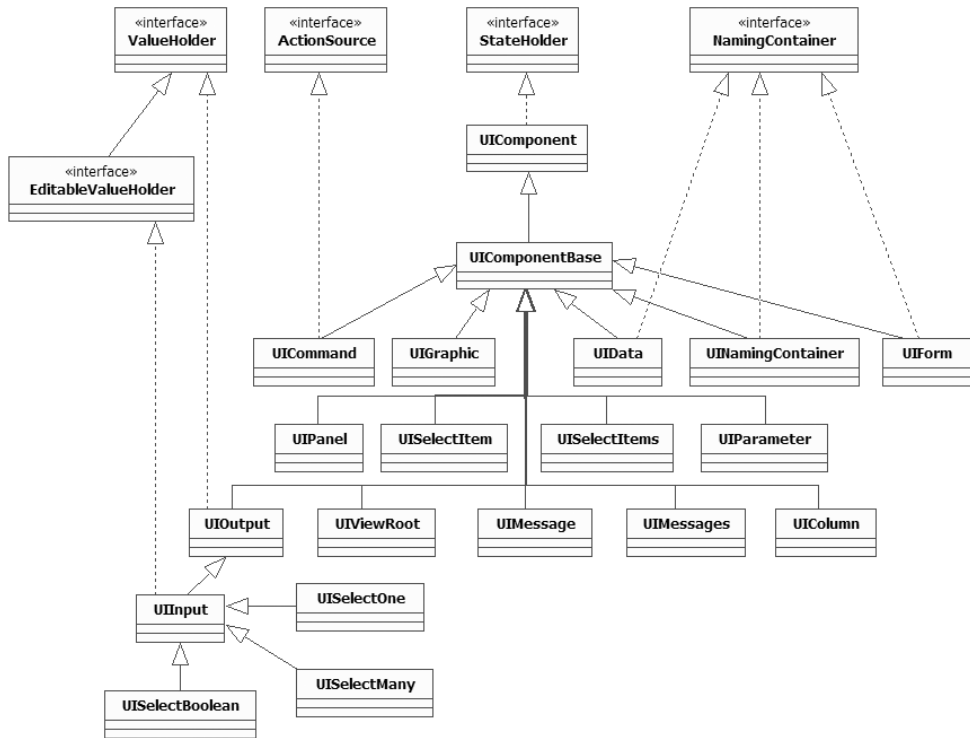 «interface»
ValueHolder
«interface»
ActionSource
«interface»
StateHolder
«interface»
NamingContainer
UIComponent
«interface»
EditableValueHolder
UIComponentBase
UICommand
UIGraphic
UIData
UINamingContainer
UIForm
UIPanel
UISelectItem
UISelectItems
UIParameter
UIOutput
UIViewRoot
UIMessage
UIMessages
UIColumn
UIInput
UISelectOne
UISelectMany
UISelectBoolean